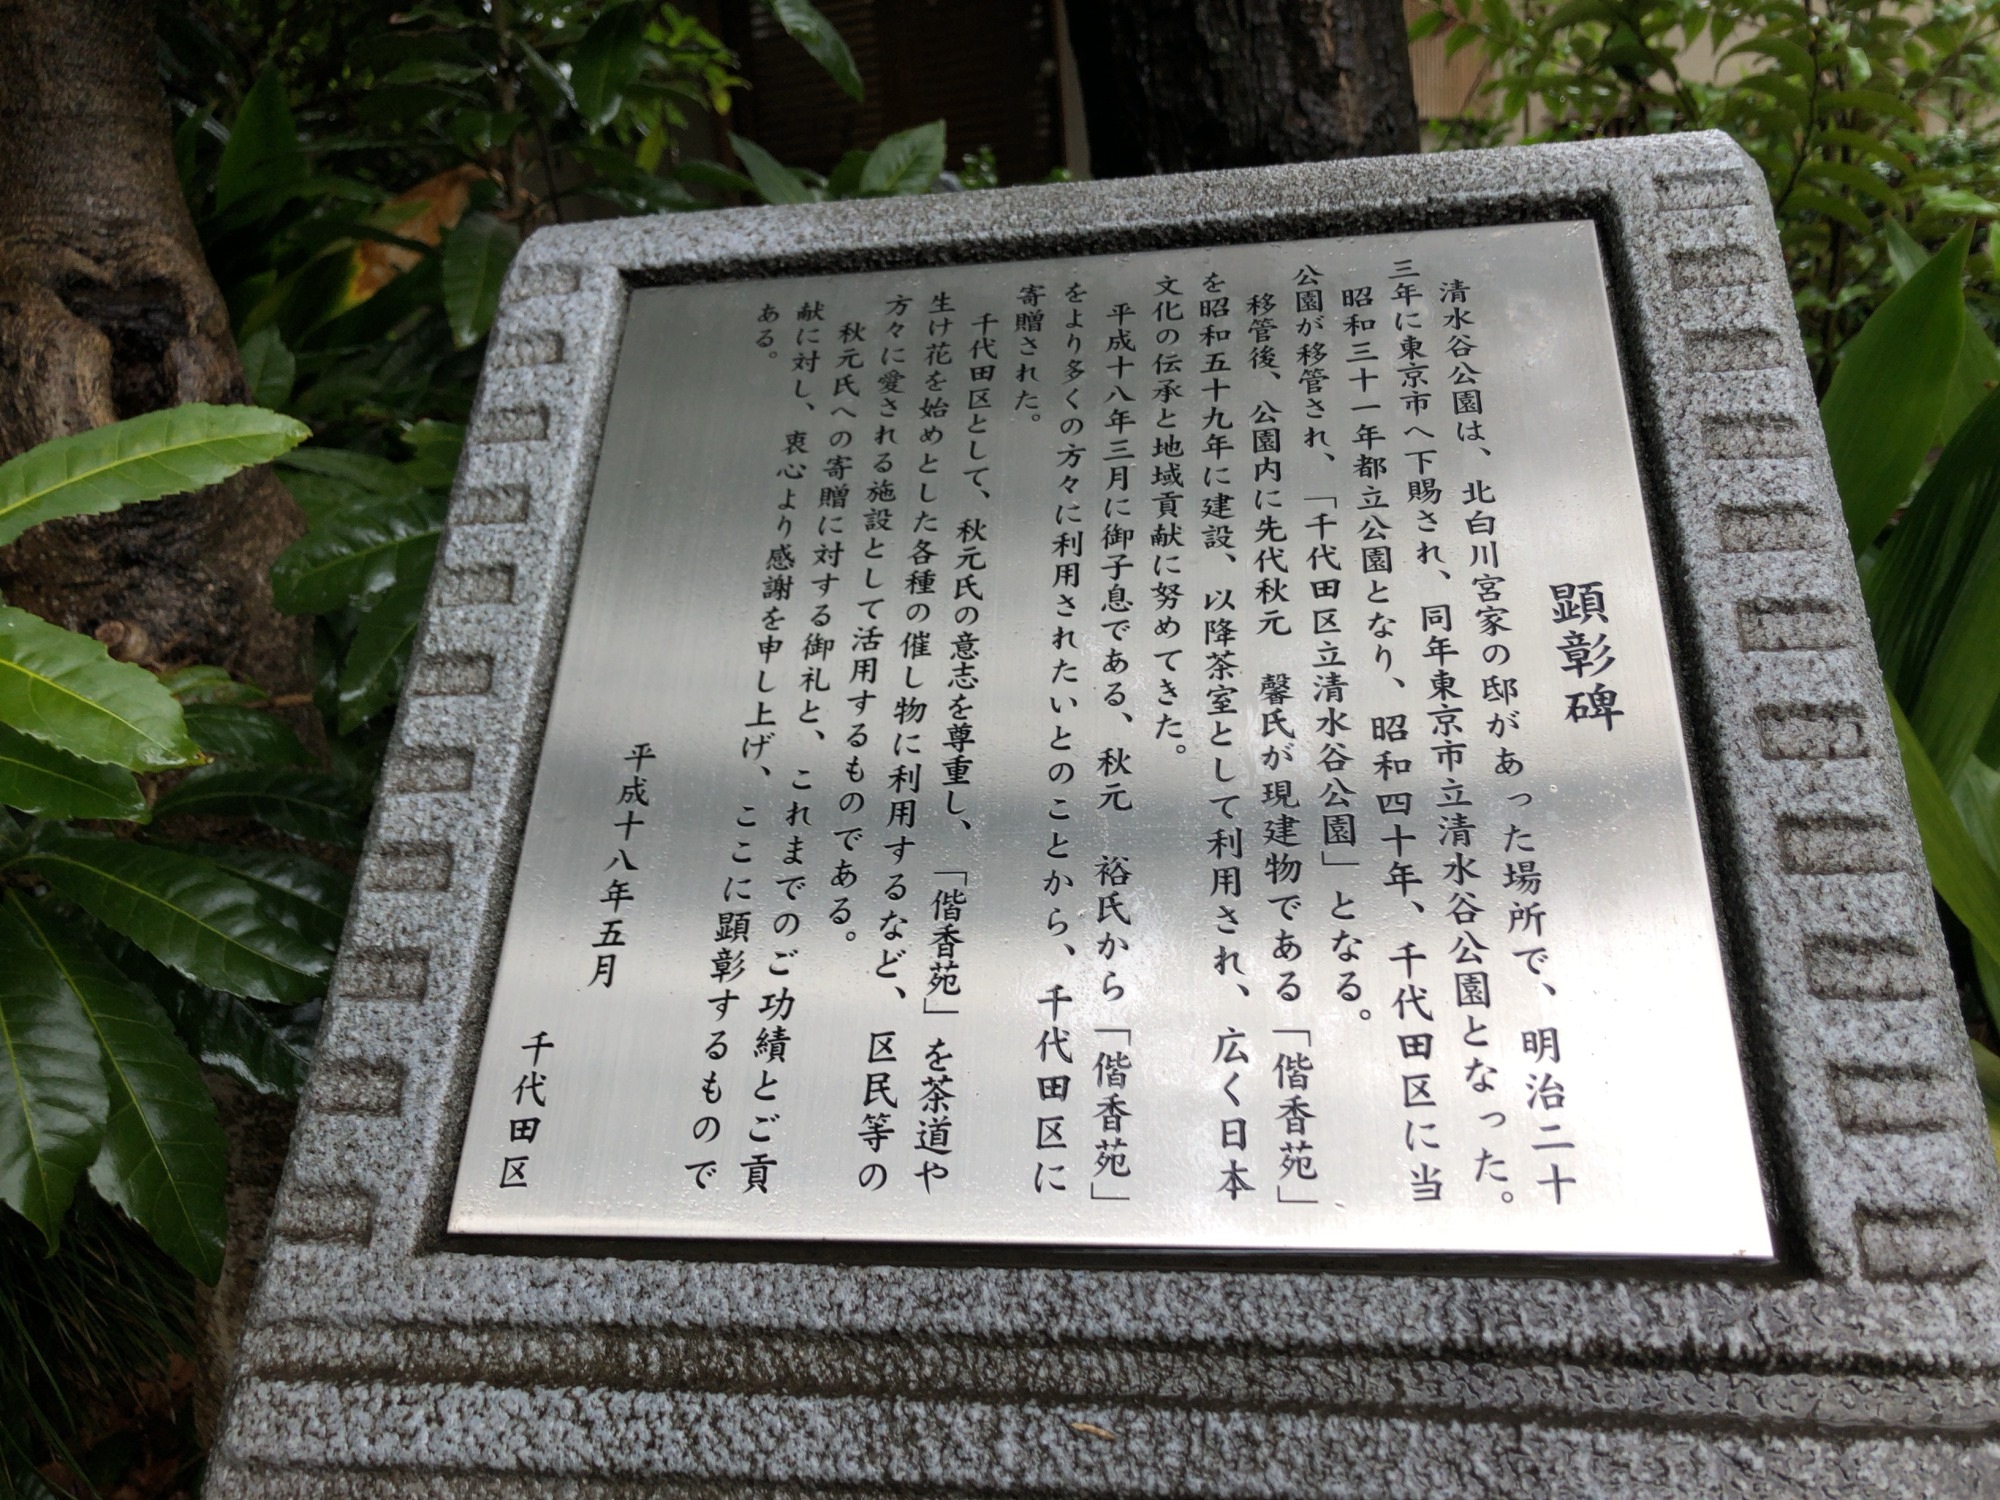 顕彰碑
清水谷公園は、北白川宮家の邸があった場所で、明治二十
三年に東京市へ下賜され、同年東京市立清水谷公園となった。
昭和三十一年都立公園となり、昭和四十年、千代田区に当
公園が移管され、「千代田区立清水谷公園」となる。
移管後、公園内に先代秋元 馨氏が現建物である「偕香苑」
を昭和五十九年に建設、以降茶室として利用され、広く日本
文化の伝承と地域貢献に努めてきた。
平成十八年三月に御子息である、秋元 裕氏から「偕香苑」
をより多くの方々に利用されたいとのことから、千代田区に
寄贈された。
千代田区として、秋元氏の意志を尊重し、「偕香苑」を茶道や
生け花を始めとした各種の催し物に利用するなど、区民等の
方々に愛される施設として活用するものである。
秋元氏への寄贈に対する御礼と、これまでのご功績とご貢
献に対し、衷心より感謝を申し上げ、ここに顕彰するもので
ある。
平成十八年五月
千代田区